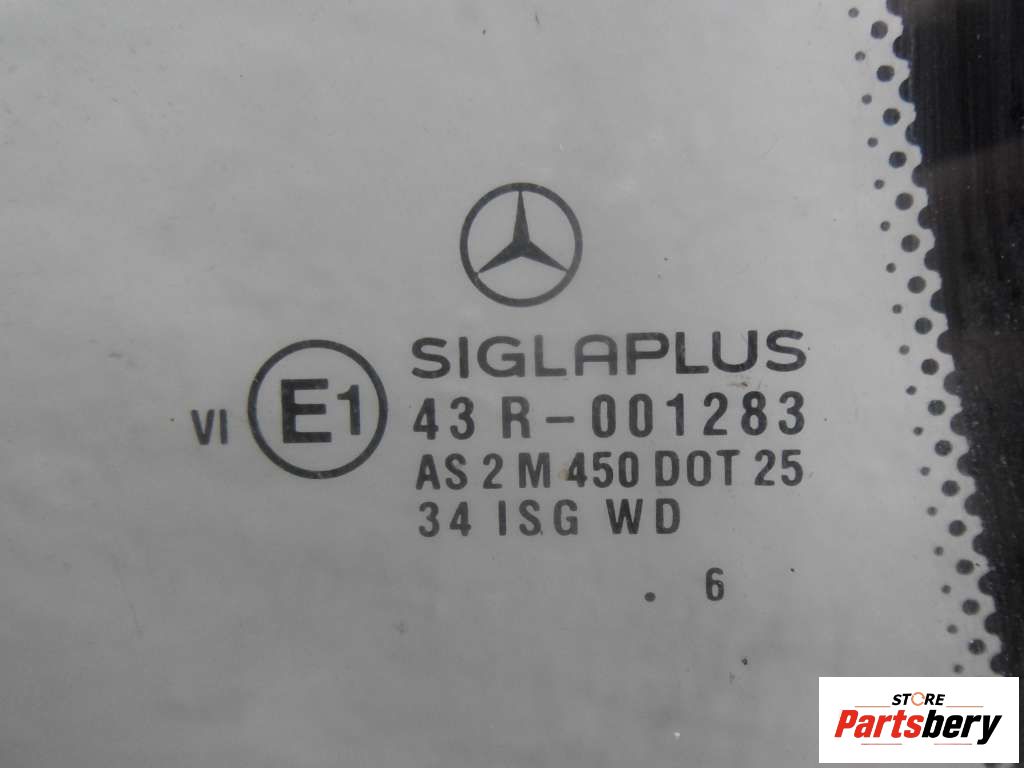 SIGLAPLUS
VI E1 43 R-001283
AS 2 M 450 DOT 25
34 ISG WD
. 6
STORE
Partsbery